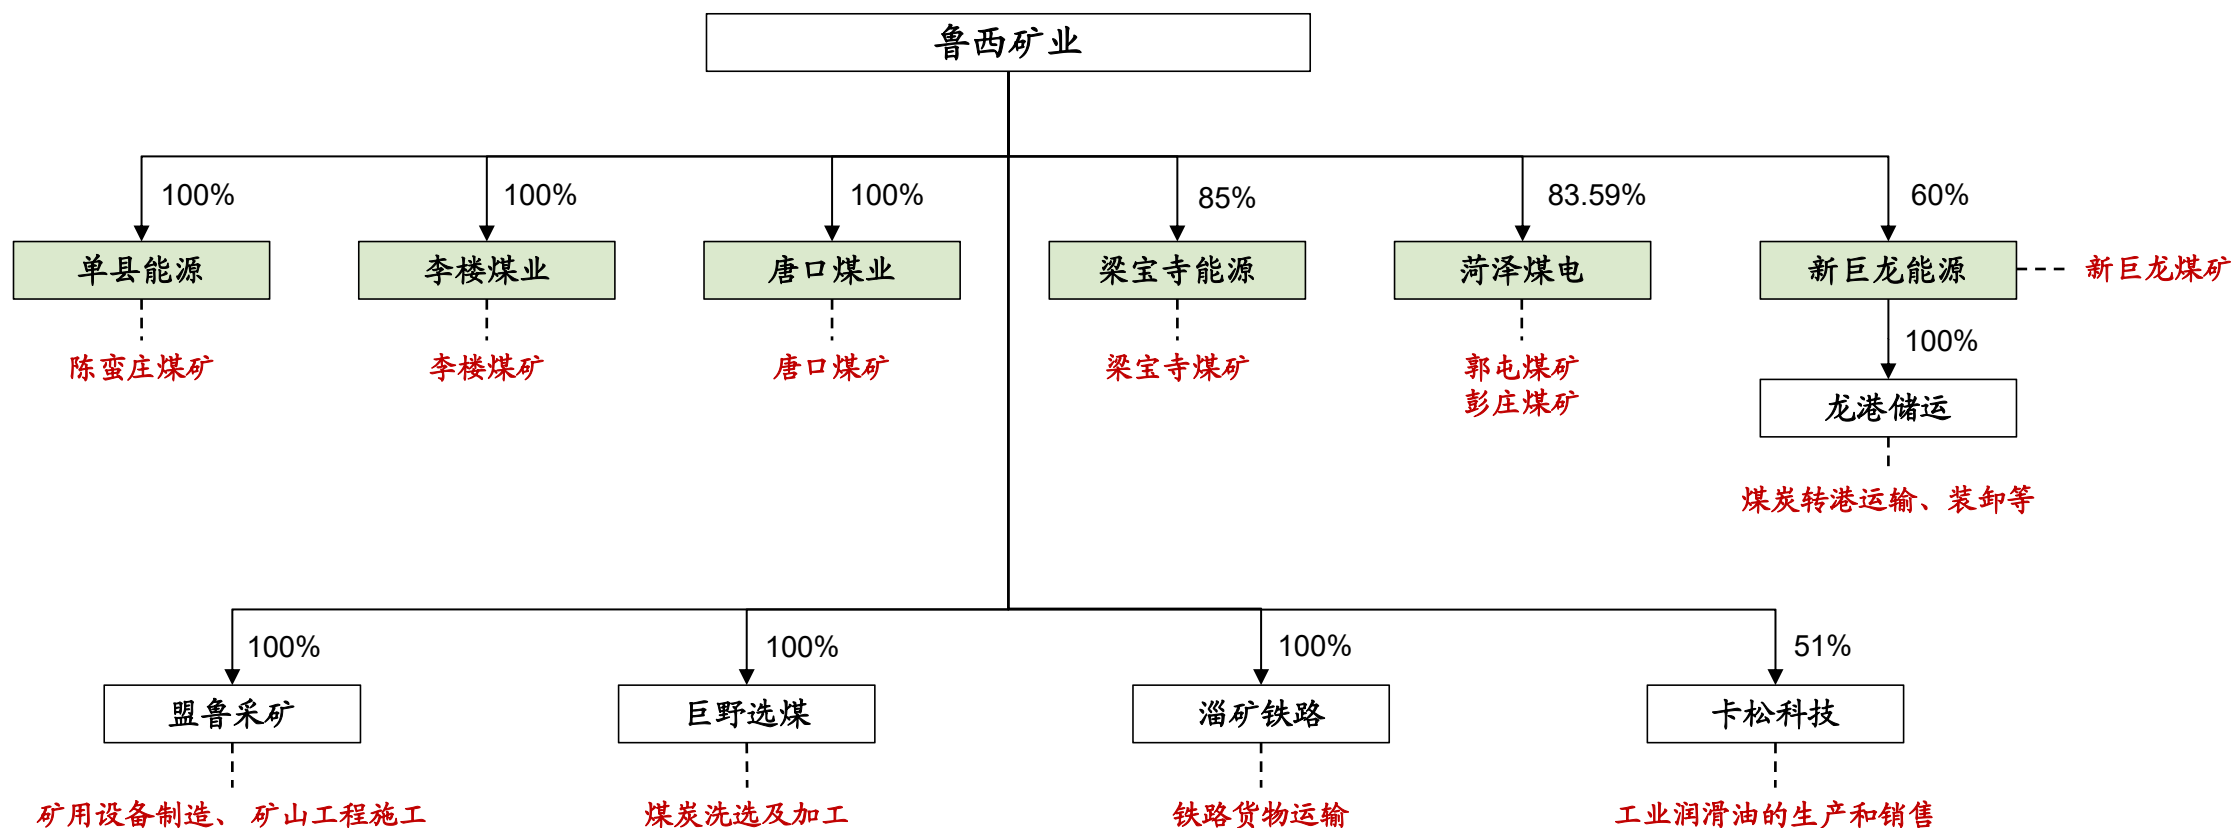 鲁西矿业
100%
100%
100%
85%
83.59%
60%
单县能源
李楼煤业
唐口煤业
梁宝寺能源
菏泽煤电
新巨龙能源
新巨龙煤矿
陈蛮庄煤矿
李楼煤矿
唐口煤矿
梁宝寺煤矿
郭屯煤矿
彭庄煤矿
100%
龙港储运
煤炭转港运输、装卸等
100%
100%
100%
51%
盟鲁采矿
巨野选煤
淄矿铁路
卡松科技
矿用设备制造、 矿山工程施工
煤炭洗选及加工
铁路货物运输
工业润滑油的生产和销售